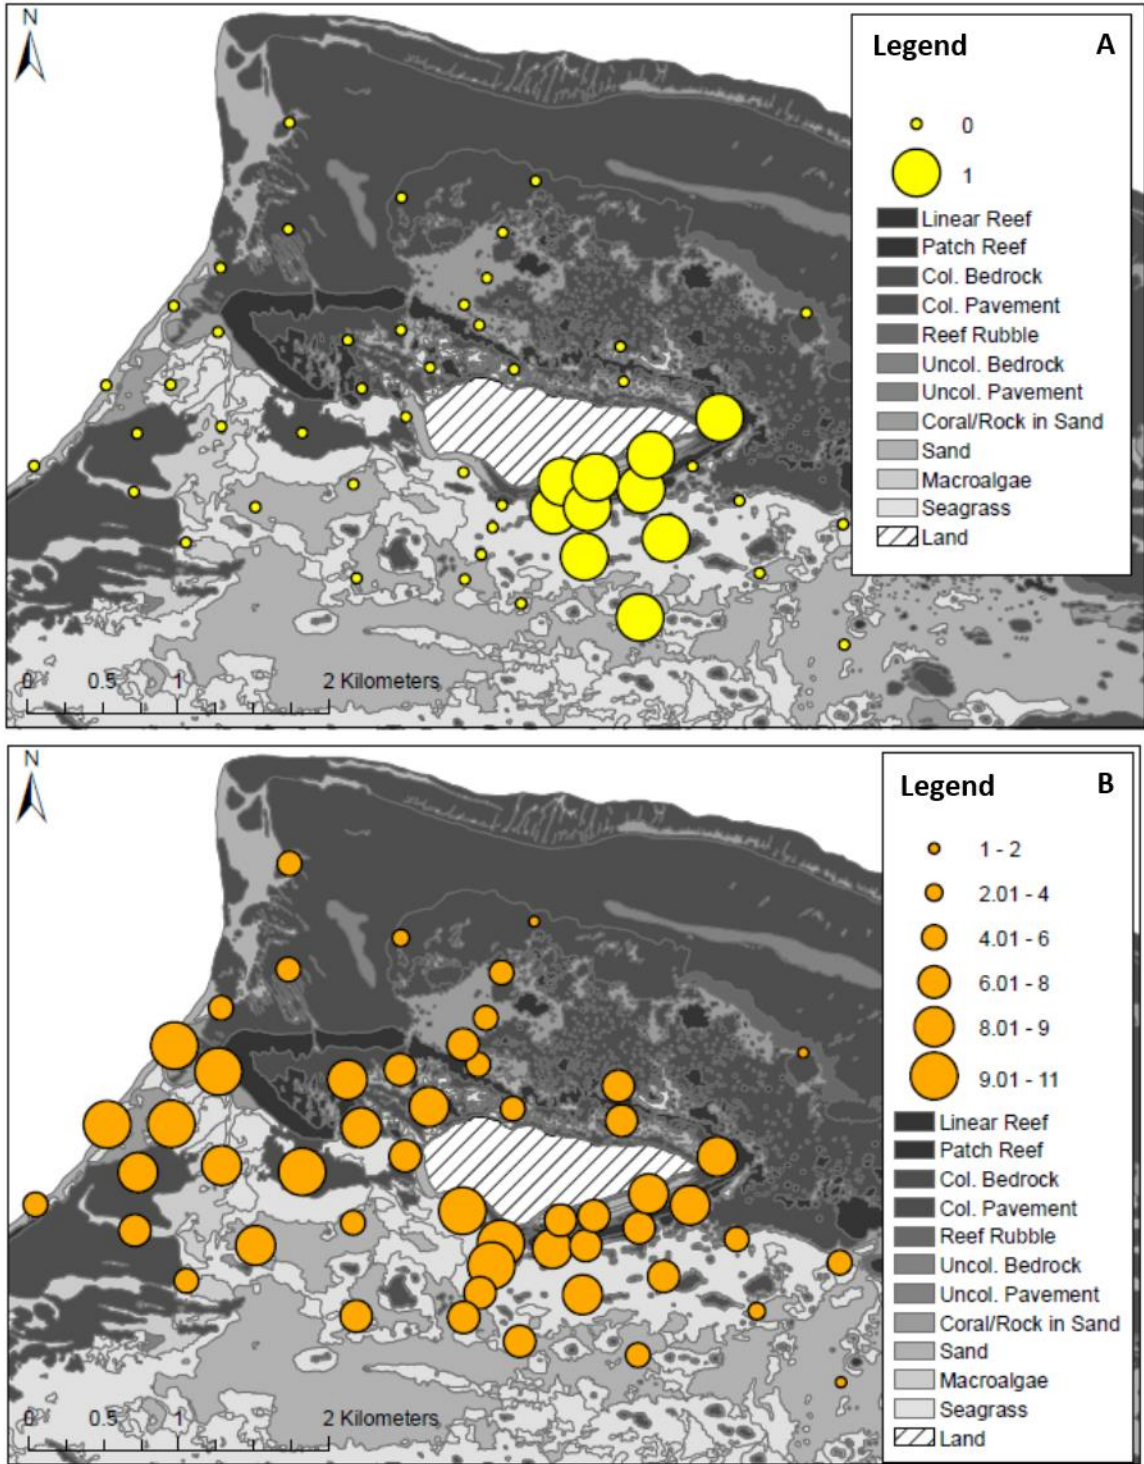 N
Legend A
0
1
Linear Reef
Patch Reef
Col. Bedrock
Col. Pavement
Reef Rubble
Uncol. Bedrock
Uncol. Pavement
Coral/Rock in Sand
Sand
Macroalgae
Seagrass
Land
0 0.5 1 2 Kilometers
N
Legend B
1 - 2
2.01 - 4
4.01 - 6
6.01 - 8
8.01 - 9
9.01 - 11
Linear Reef
Patch Reef
Col. Bedrock
Col. Pavement
Reef Rubble
Uncol. Bedrock
Uncol. Pavement
Coral/Rock in Sand
Sand
Macroalgae
Seagrass
Land
0 0.5 1 2 Kilometers